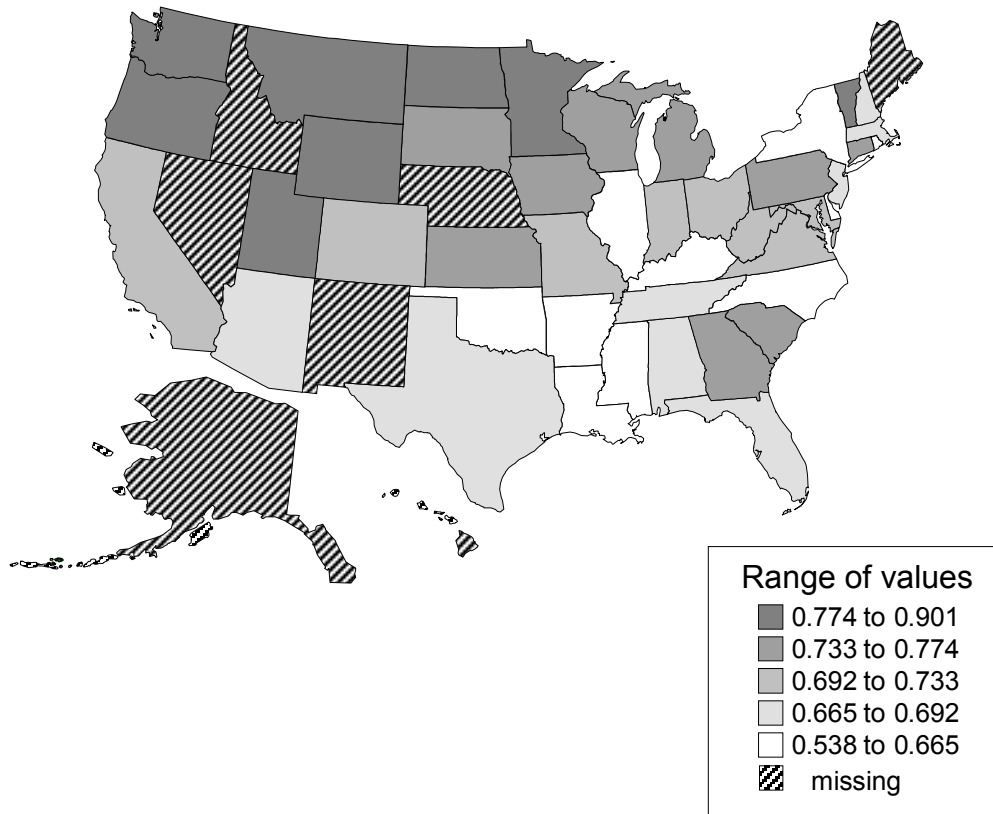 Range of values
0.774 to 0.901
0.733 to 0.774
0.692 to 0.733
0.665 to 0.692
0.538 to 0.665
missing